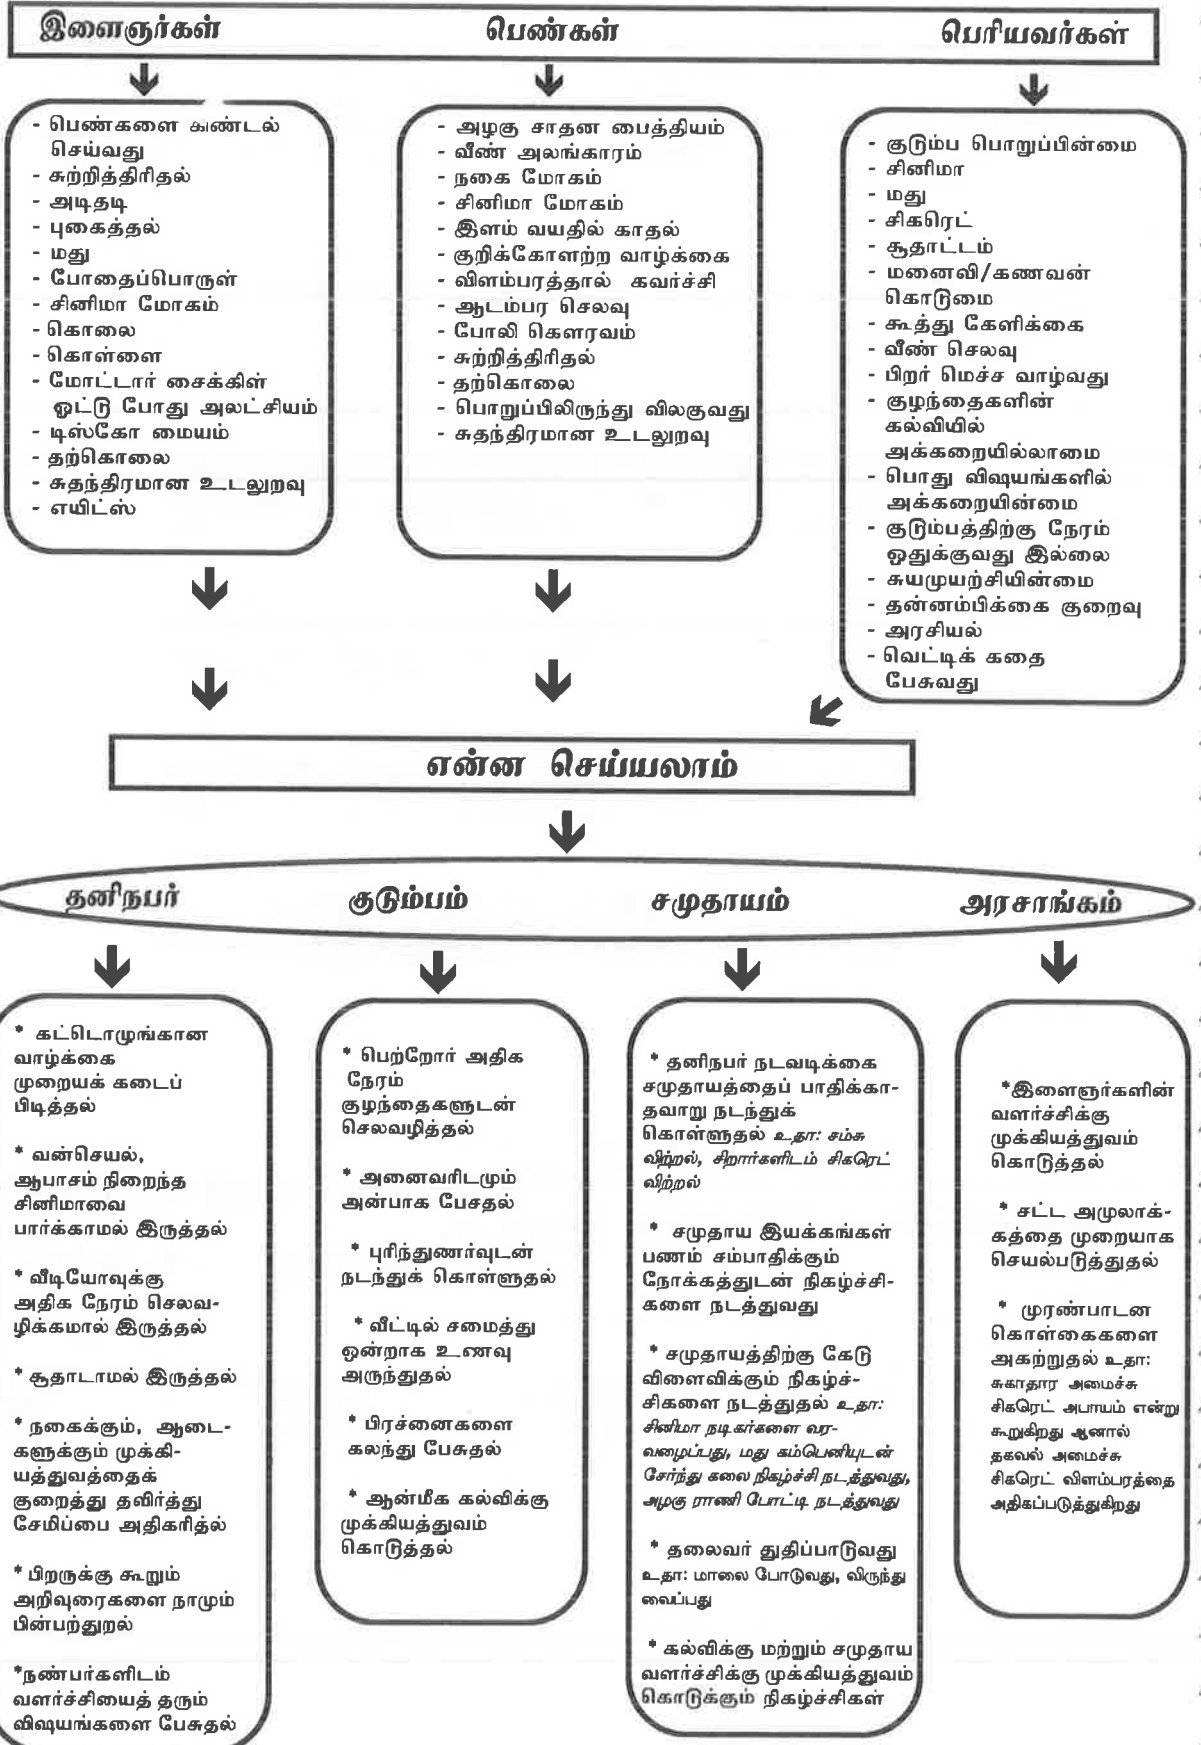 இளைஞர்கள்
பெண்கள்
பெரியவர்கள்
- பெண்களை கிண்டல்
செய்வது
- சுற்றித்திரிதல்
- அடிதடி
- புகைத்தல்
- மது
- போதைப்பொருள்
- சினிமா மோகம்
- கொலை
- கொள்ளை
- மோட்டார் சைக்கிள்
ஓட்டு போது அலட்சியம்
- டிஸ்கோ மையம்
- தற்கொலை
- சுதந்திரமான உடலுறவு
- எயிட்ஸ்
- அழகு சாதன பைத்தியம்
- வீண் அலங்காரம்
- நகை மோகம்
- சினிமா மோகம்
- இளம் வயதில் காதல்
- குறிக்கோளற்ற வாழ்க்கை
- விளம்பரத்தால் கவர்ச்சி
- ஆடம்பர செலவு
- போலி கௌரவம்
- சுற்றித்திரிதல்
- தற்கொலை
- பொறுப்பிலிருந்து விலகுவது
- சுதந்திரமான உடலுறவு
- குடும்ப பொறுப்பின்மை
- சினிமா
- மது
- சிகரெட்
- சூதாட்டம்
- மனைவி/கணவன்
கொடுமை
- கூத்து கேளிக்கை
- வீண் செலவு
- பிறர் மெச்ச வாழ்வது
- குழந்தைகளின்
கல்வியில்
அக்கறையில்லாமை
- பொது விஷயங்களில்
அக்கறையின்மை
- குடும்பத்திற்கு நேரம்
ஒதுக்குவது இல்லை
- சுயமுயற்சியின்மை
- தன்னம்பிக்கை குறைவு
- அரசியல்
- வெட்டிக் கதை
பேசுவது
என்ன செய்யலாம்
தனிநபர்
குடும்பம்
சமுதாயம்
அரசாங்கம்
* கட்டொழுங்கான
வாழ்க்கை
முறையக் கடைப்
பிடித்தல்
* வன்செயல்,
ஆபாசம் நிறைந்த
சினிமாவை
பார்க்காமல் இருத்தல்
* வீடியோவுக்கு
அதிக நேரம் செலவ-
ழிக்கமால் இருத்தல்
* சூதாடாமல் இருத்தல்
* நகைக்கும், ஆடை-
களுக்கும் முக்கி-
யத்துவத்தைக்
குறைத்து தவிர்த்து
சேமிப்பை அதிகரித்ல்
* பிறருக்கு கூறும்
அறிவுரைகளை நாமும்
பின்பற்துறல்
*நண்பர்களிடம்
வளர்ச்சியைத் தரும்
விஷயங்களை பேசுதல்
* பெற்றோர் அதிக
நேரம்
குழந்தைகளுடன்
செலவழித்தல்
* அனைவரிடமும்
அன்பாக பேசதல்
* புரிந்துணர்வுடன்
நடந்துக் கொள்ளுதல்
* வீட்டில் சமைத்து
ஒன்றாக உணவு
அருந்துதல்
* பிரச்னைகளை
கலந்து பேசுதல்
* ஆன்மீக கல்விக்கு
முக்கியத்துவம்
கொடுத்தல்
* தனிநபர் நடவடிக்கை
சமுதாயத்தைப் பாதிக்கா-
தவாறு நடந்துக்
கொள்ளுதல் உதா: சம்சு
விற்றல், சிறார்களிடம் சிகரெட்
விற்றல்
* சமுதாய இயக்கங்கள்
பணம் சம்பாதிக்கும்
நோக்கத்துடன் நிகழ்ச்சி-
களை நடத்துவது
* சமுதாயத்திற்கு கேடு
விளைவிக்கும் நிகழ்ச்-
சிகளை நடத்துதல் உதா:
சினிமா நடிகர்களை வர-
வழைப்பது, மது கம்பெனியுடன்
சேர்ந்து கலை நிகழ்ச்சி நடத்துவது,
அழகு ராணி போட்டி நடத்துவது
* தலைவர் துதிப்பாடுவது
உதா: மாலை போடுவது, விருந்து
வைப்பது
* கல்விக்கு மற்றும் சமுதாய
வளர்ச்சிக்கு முக்கியத்துவம்
கொடுக்கும் நிகழ்ச்சிகள்
*இளைஞர்களின்
வளர்ச்சிக்கு
முக்கியத்துவம்
கொடுத்தல்
* சட்ட அமுலாக்-
கத்தை முறையாக
செயல்படுத்துதல்
* முரண்பாடன
கொள்கைகளை
அகற்றுதல் உதா:
சுகாதார அமைச்சு
சிகரெட் அபாயம் என்று
கூறுகிறது ஆனால்
தகவல் அமைச்சு
சிகரெட் விளம்பரத்தை
அதிகப்படுத்துகிறது